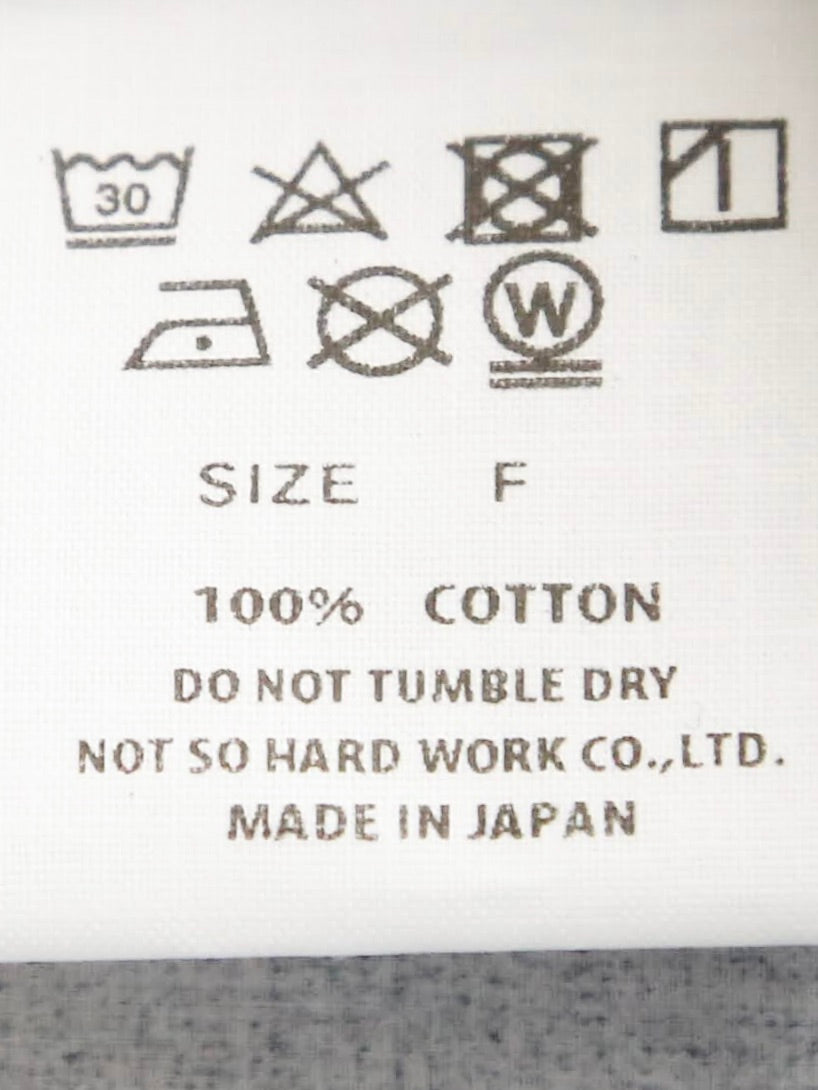 30
W
SIZE F
100% COTTON
DO NOT TUMBLE DRY
NOT SO HARD WORK CO.,LTD.
MADE IN JAPAN